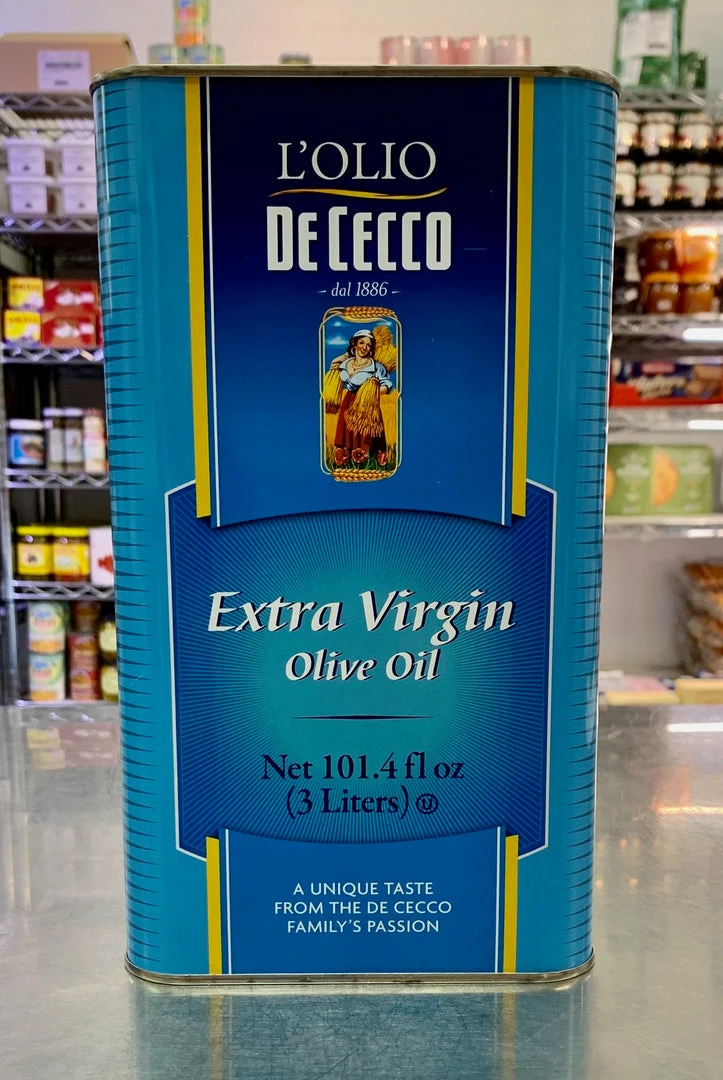 L'OLIO
DE CECCO
- dal 1886 -
Extra Virgin
Olive Oil
Net 101.4 fl oz
(3 Liters) Ⓤ
A UNIQUE TASTE
FROM THE DE CECCO
FAMILY'S PASSION